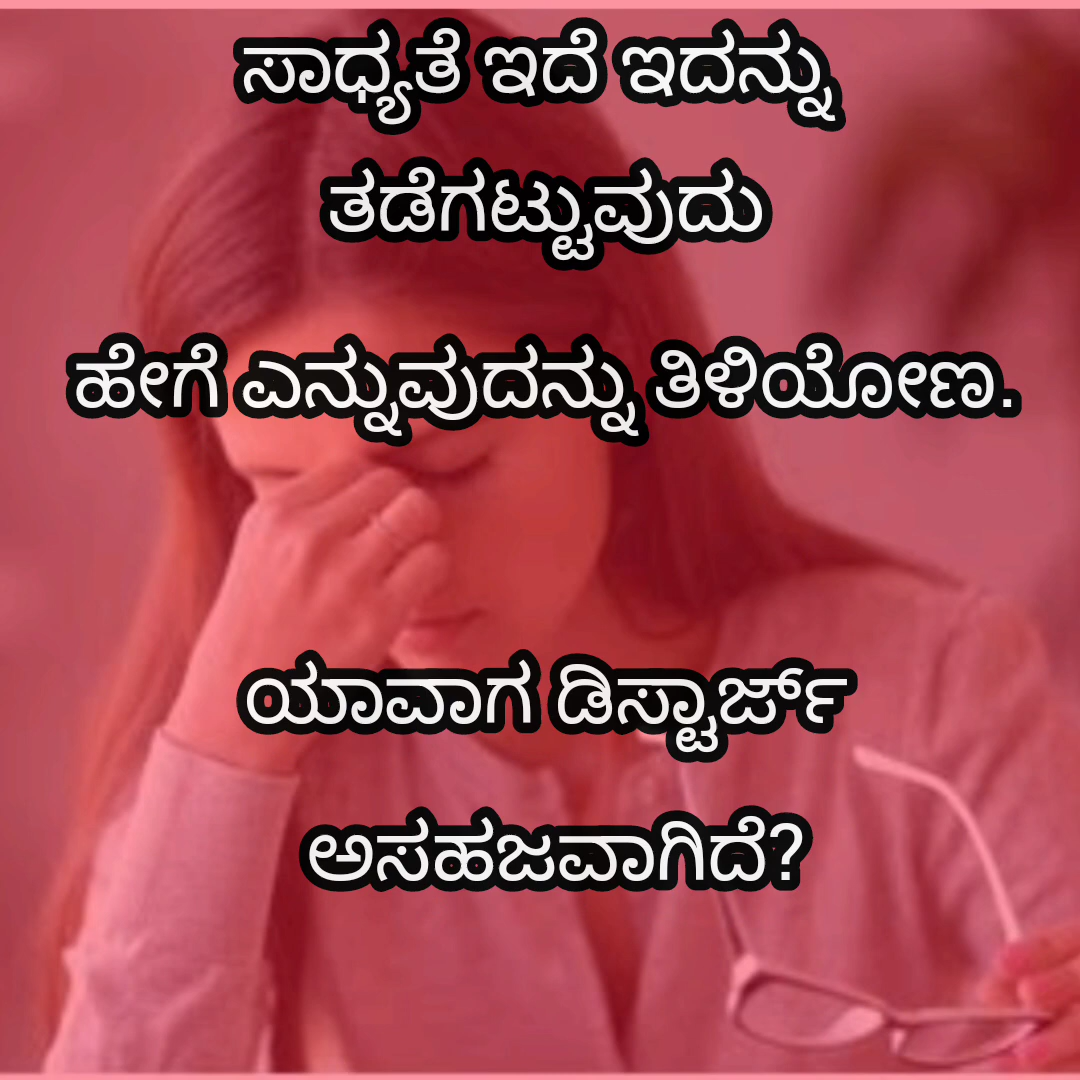 ಸಾಧ್ಯತೆ ಇದೆ ಇದನ್ನು
ತಡೆಗಟ್ಟುವುದು
ಹೇಗೆ ಎನ್ನುವುದನ್ನು ತಿಳಿಯೋಣ.
ಯಾವಾಗ ಡಿಸ್ಚಾರ್ಜ್
ಅಸಹಜವಾಗಿದೆ?